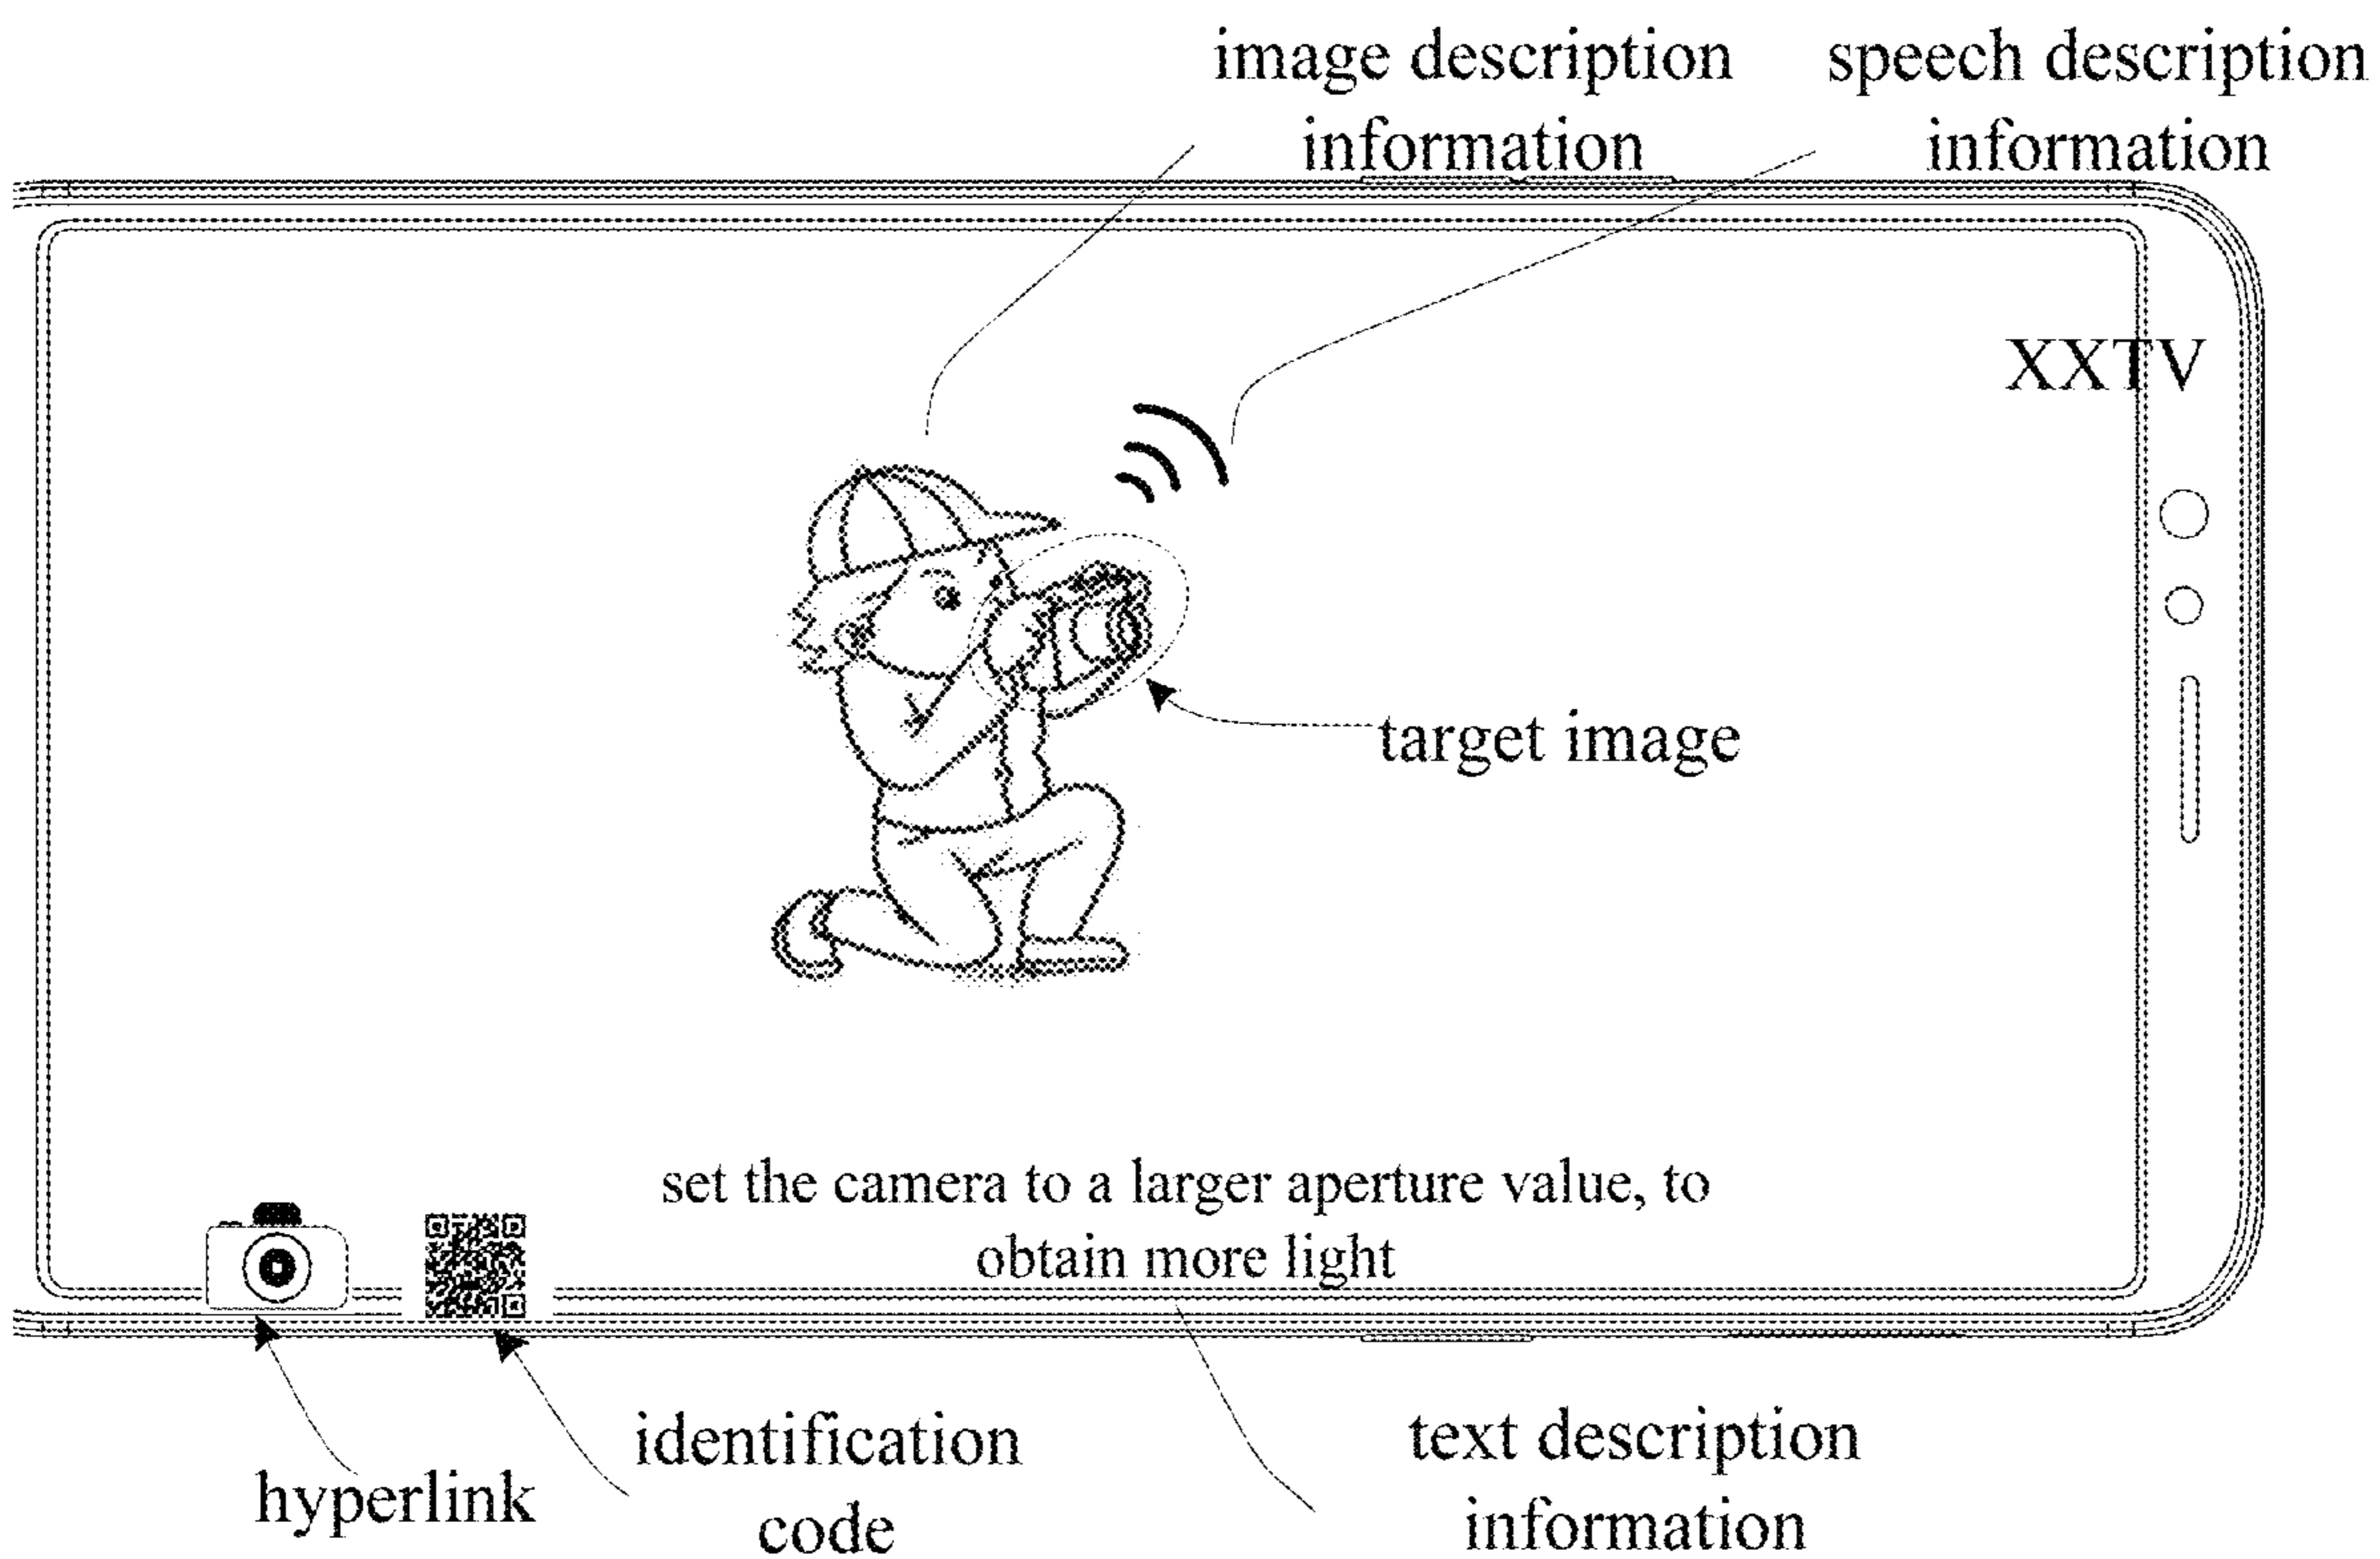 image description
information
speech description
information
XXTV
target image
set the camera to a larger aperture value, to
obtain more light
hyperlink
identification
code
text description
information